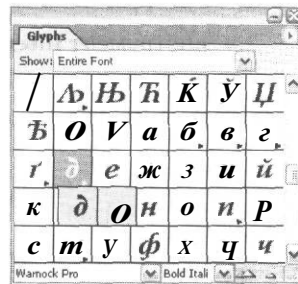 Glyphs
Show: Entire Font
/ Љ Њ Ћ Ќ Ў Џ
Ѣ О V а б в г
ґ д е ж з и й
к д О н о п Р
с т у ф х ч ч
Warnock Pro Bold Itali